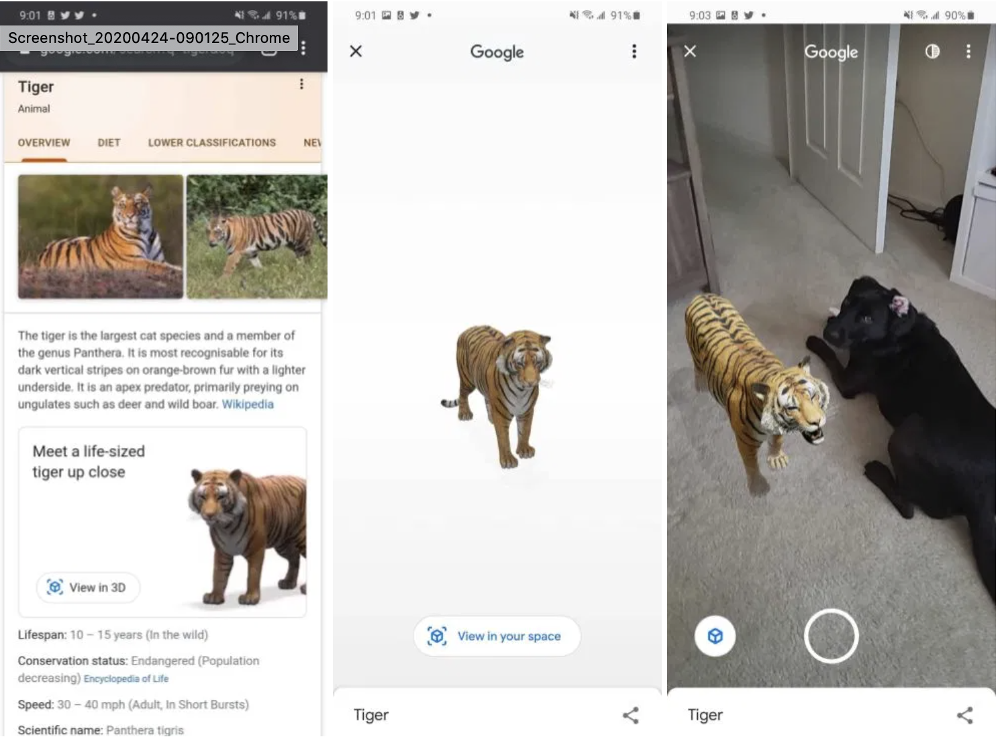 9:01
91%
Screenshot_20200424-090125_Chrome
Tiger
Animal
OVERVIEW DIET LOWER CLASSIFICATIONS NEW
The tiger is the largest cat species and a member of
the genus Panthera. It is most recognisable for its
dark vertical stripes on orange-brown fur with a lighter
underside. It is an apex predator, primarily preying on
ungulates such as deer and wild boar. Wikipedia
Meet a life-sized
tiger up close
View in 3D
Lifespan: 10 – 15 years (In the wild)
Conservation status: Endangered (Population
decreasing) Encyclopedia of Life
Speed: 30 – 40 mph (Adult, In Short Bursts)
Scientific name: Panthera tigris
9:01
91%
Google
View in your space
Tiger
9:03
90%
Google
Tiger